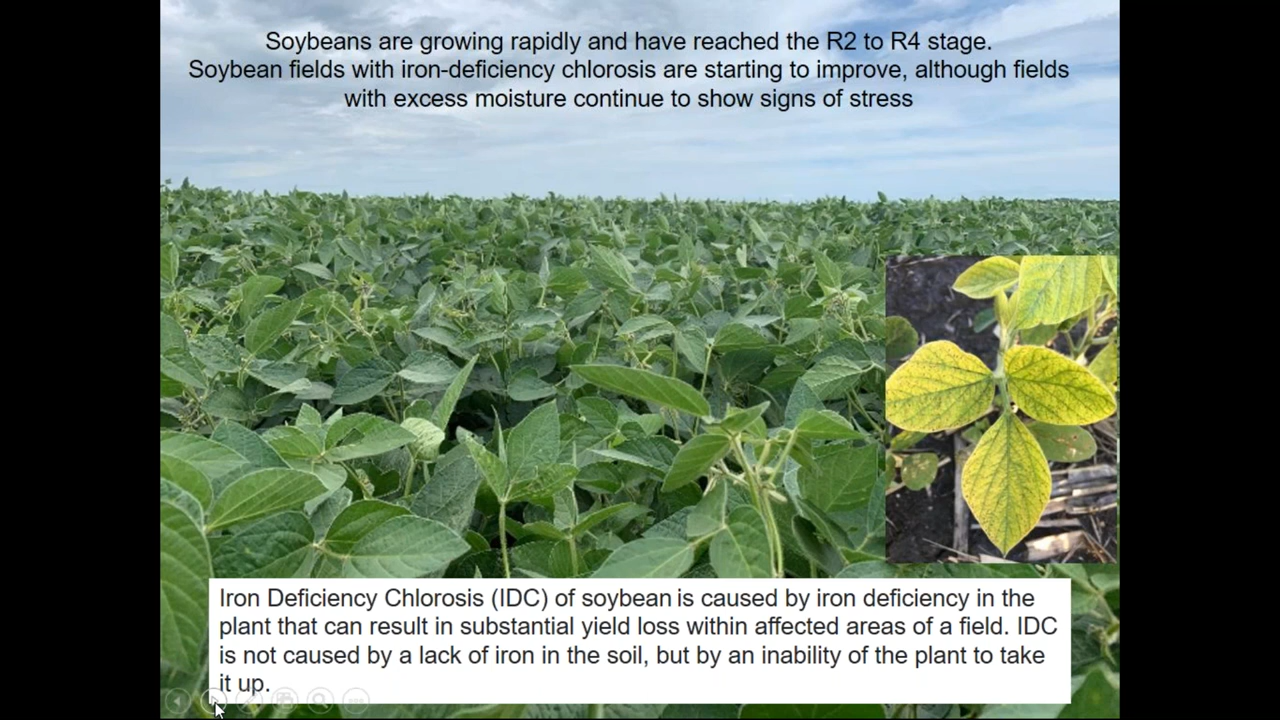 Soybeans are growing rapidly and have reached the R2 to R4 stage.
Soybean fields with iron-deficiency chlorosis are starting to improve, although fields
with excess moisture continue to show signs of stress
Iron Deficiency Chlorosis (IDC) of soybean is caused by iron deficiency in the
plant that can result in substantial yield loss within affected areas of a field. IDC
is not caused by a lack of iron in the soil, but by an inability of the plant to take
it up.